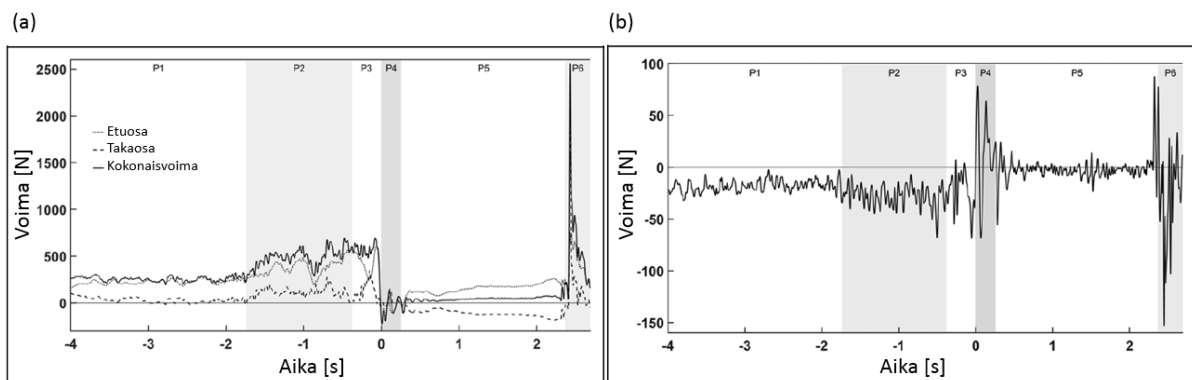 (a)
P1 P2 P3 P4 P5 P6
2500
2000
1500
1000
500
0
Voima [N]
Etuosa
Takaosa
Kokonaisvoima
-4 -3 -2 -1 0 1 2
Aika [s]
(b)
P1 P2 P3 P4 P5 P6
100
50
0
-50
-100
-150
Voima [N]
-4 -3 -2 -1 0 1 2
Aika [s]